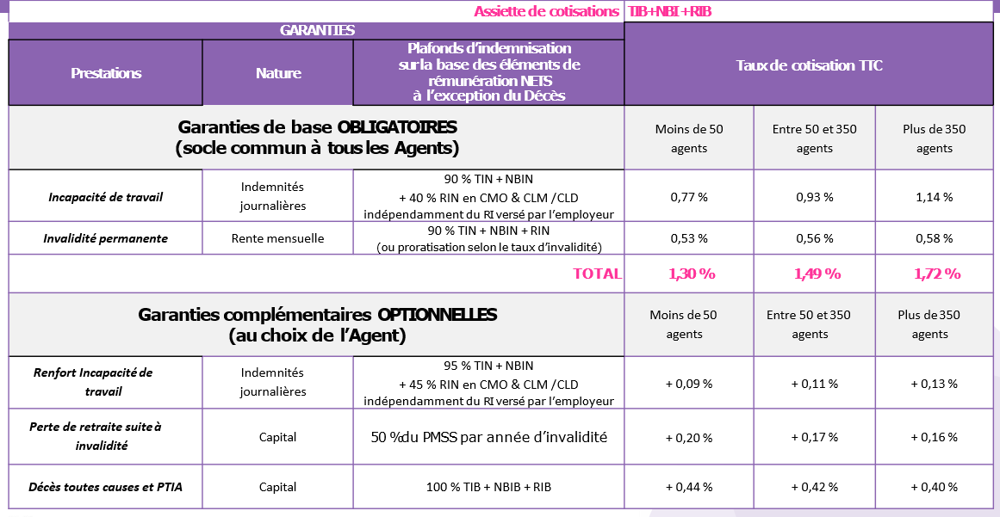 Assiette de cotisations TIB+NBI+RIB
GARANTIES
Prestations
Nature
Plafonds d'indemnisation
sur la base des éléments de
rémunération NETS
à l'exception du Décès
Taux de cotisation TTC
Garanties de base OBLIGATOIRES
(socle commun à tous les Agents)
Moins de 50
agents
Entre 50 et 350
agents
Plus de 350
agents
Incapacité de travail
Indemnités
journalières
90 % TIN + NBIN
+ 40 % RIN en CMO & CLM /CLD
indépendamment du RI versé par l'employeur
0,77 %
0,93 %
1,14 %
Invalidité permanente
Rente mensuelle
90 % TIN + NBIN + RIN
(ou proratisation selon le taux d'invalidité)
0,53 %
0,56 %
0,58 %
TOTAL
1,30 %
1,49 %
1,72 %
Garanties complémentaires OPTIONNELLES
(au choix de l'Agent)
Moins de 50
agents
Entre 50 et 350
agents
Plus de 350
agents
Renfort Incapacité de
travail
Indemnités
journalières
95 % TIN + NBIN
+ 45 % RIN en CMO & CLM /CLD
indépendamment du RI versé par l'employeur
+ 0,09 %
+ 0,11 %
+ 0,13 %
Perte de retraite suite à
invalidité
Capital
50 %du PMSS par année d'invalidité
+ 0,20 %
+ 0,17 %
+ 0,16 %
Décès toutes causes et PTIA
Capital
100 % TIB + NBIB + RIB
+ 0,44 %
+ 0,42 %
+ 0,40 %